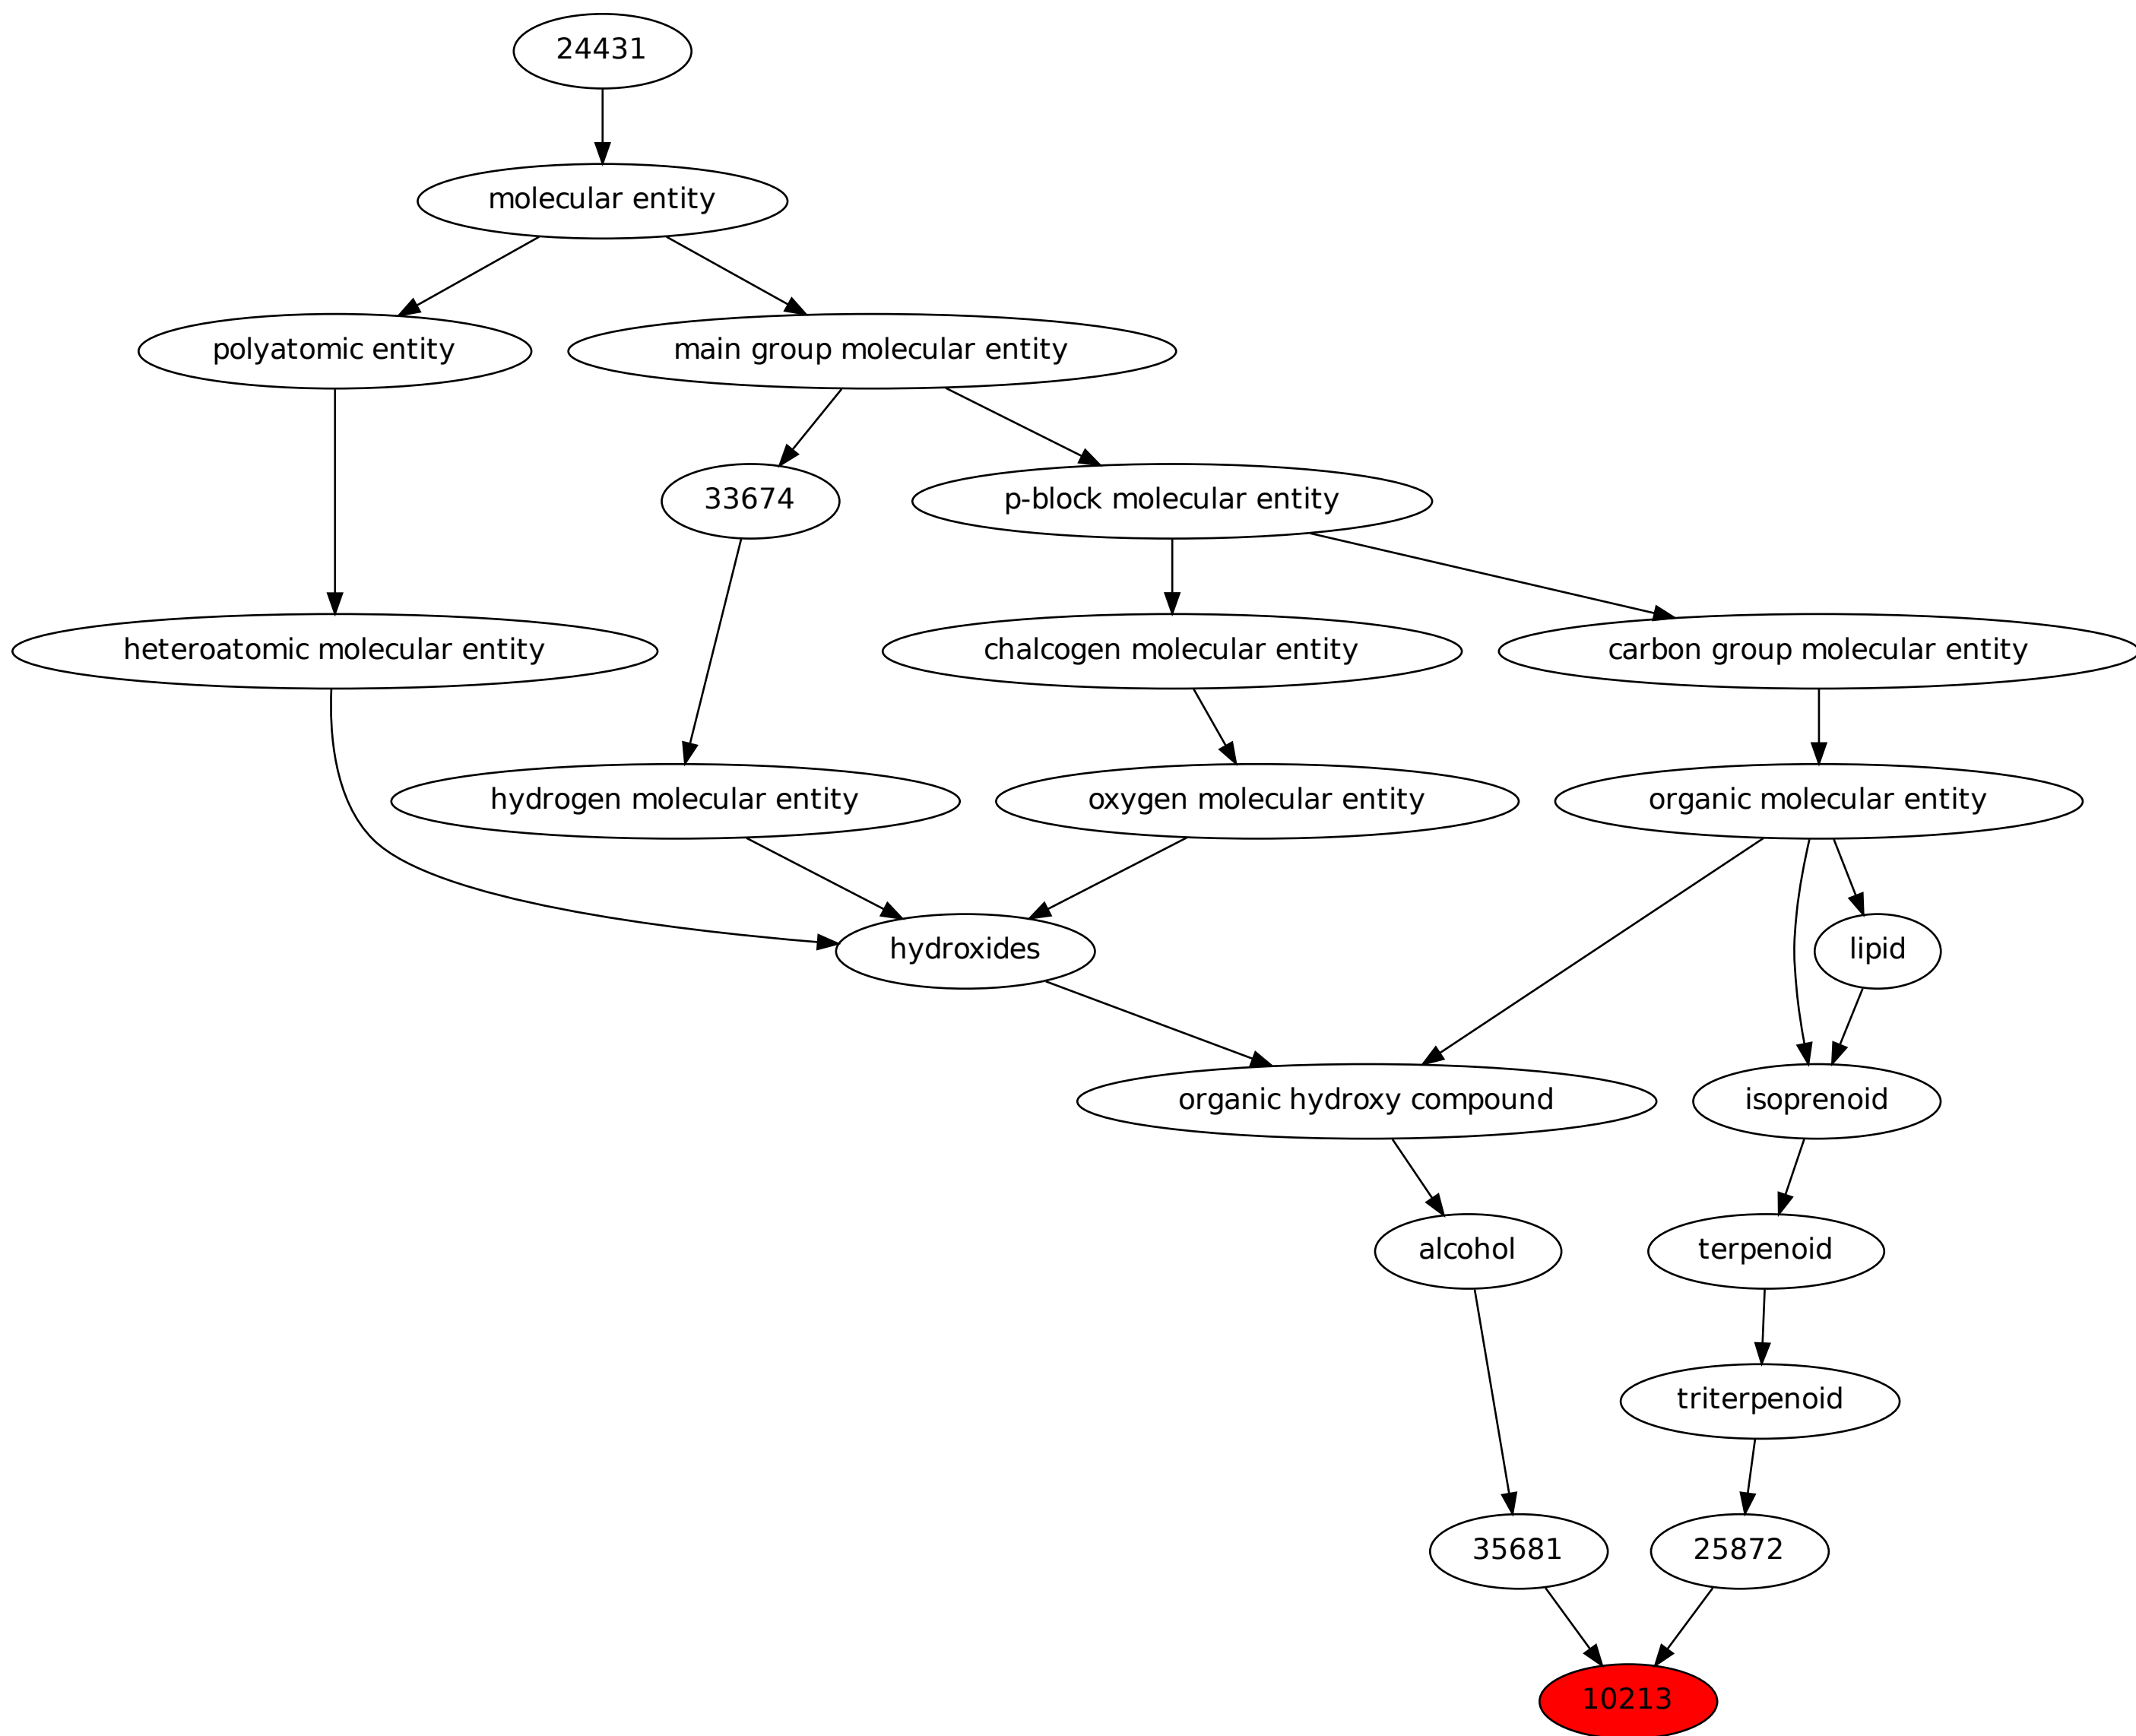 24431
molecular entity
polyatomic entity
main group molecular entity
33674
p-block molecular entity
heteroatomic molecular entity
chalcogen molecular entity
carbon group molecular entity
hydrogen molecular entity
oxygen molecular entity
organic molecular entity
hydroxides
lipid
organic hydroxy compound
isoprenoid
alcohol
terpenoid
triterpenoid
35681
25872
10213